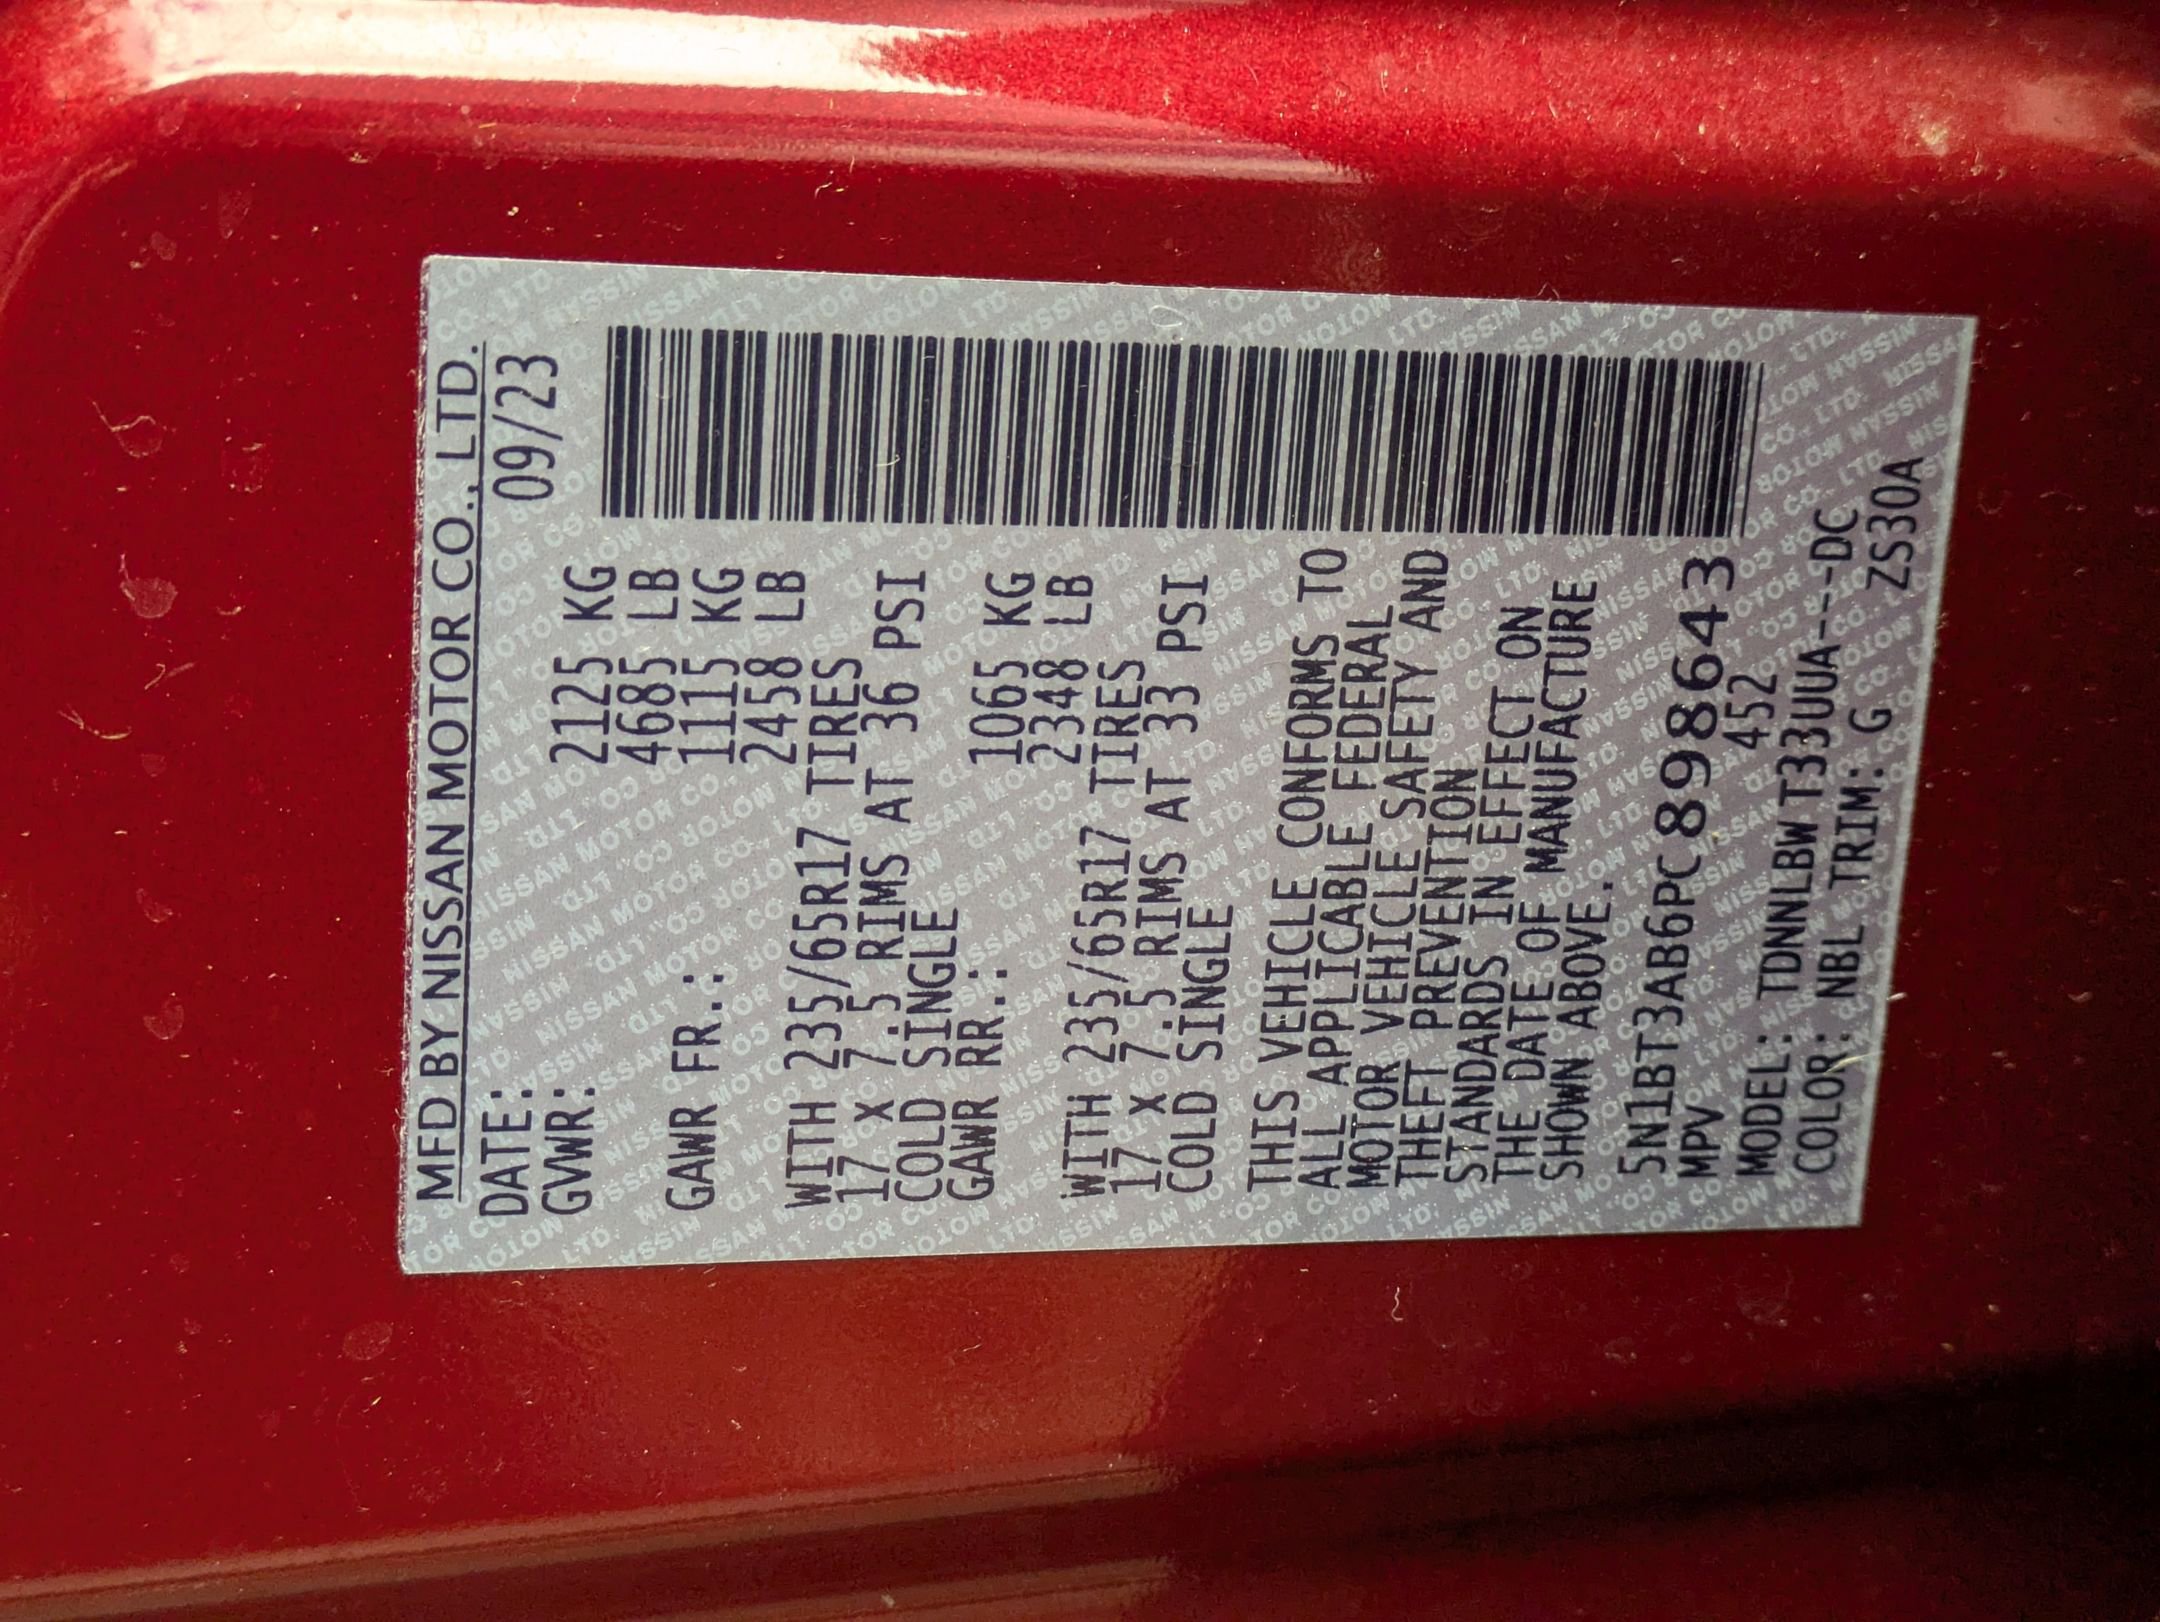 MFD BY NISSAN MOTOR CO., LTD.
DATE: 09/23
GVWR: 2125 KG
4685 LB
GAWR FR.: 1115 KG
2458 LB
WITH 235/65R17 TIRES
17 x 7.5 RIMS AT 36 PSI
COLD SINGLE
GAWR RR.: 1065 KG
2348 LB
WITH 235/65R17 TIRES
17 x 7.5 RIMS AT 33 PSI
COLD SINGLE
THIS VEHICLE CONFORMS TO
ALL APPLICABLE FEDERAL
MOTOR VEHICLE SAFETY AND
THEFT PREVENTION
STANDARDS IN EFFECT ON
THE DATE OF MANUFACTURE
SHOWN ABOVE.
5N1BT3AB6PC898643
MPV 452
MODEL: TDNNLBW T33UUA---DC
COLOR: NBL TRIM: G ZS30A